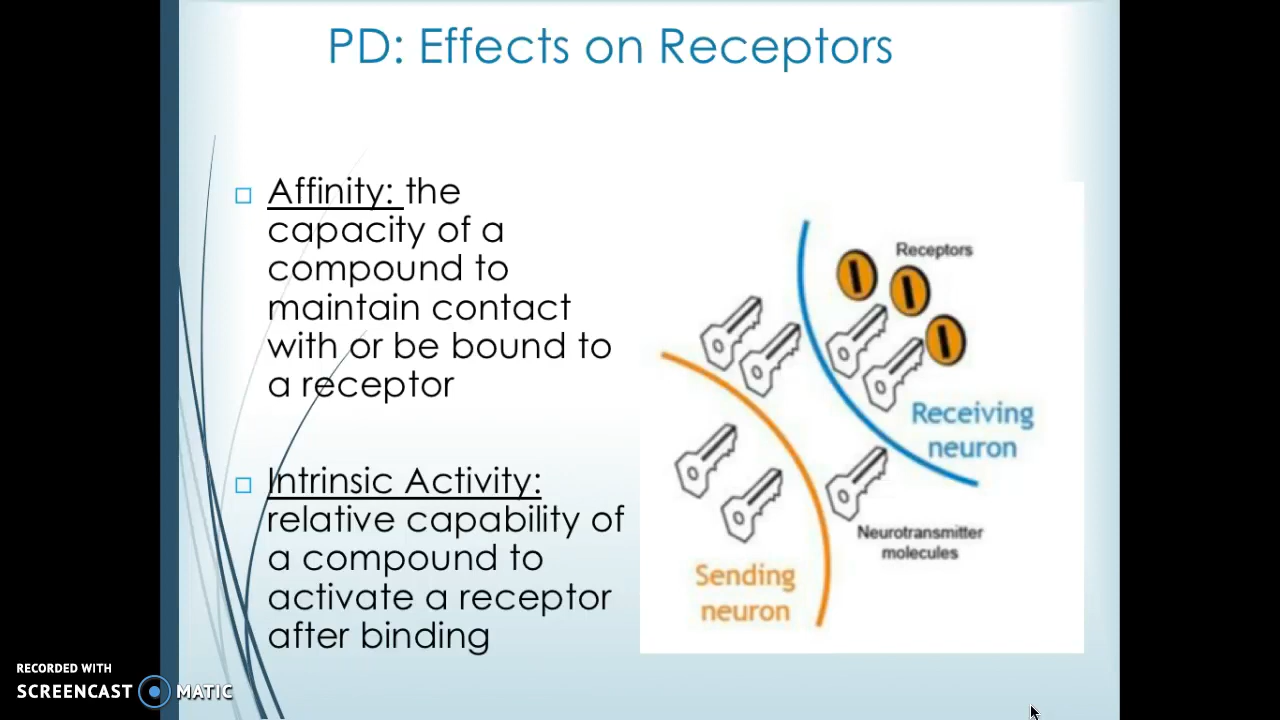 PD: Effects on Receptors
Affinity: the
capacity of a
compound to
maintain contact
with or be bound to
a receptor
Intrinsic Activity:
relative capability of
a compound to
activate a receptor
after binding
Receptors
Receiving
neuron
Neurotransmitter
molecules
Sending
neuron
RECORDED WITH
SCREENCAST MATIC